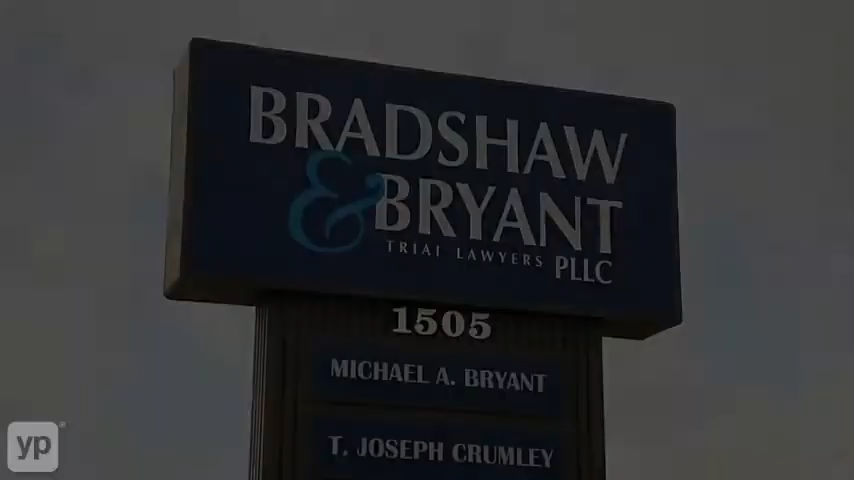 BRADSHAW
& BRYANT
TRIAL LAWYERS PLLC
1505
MICHAEL A. BRYANT
T. JOSEPH CRUMLEY
yp®